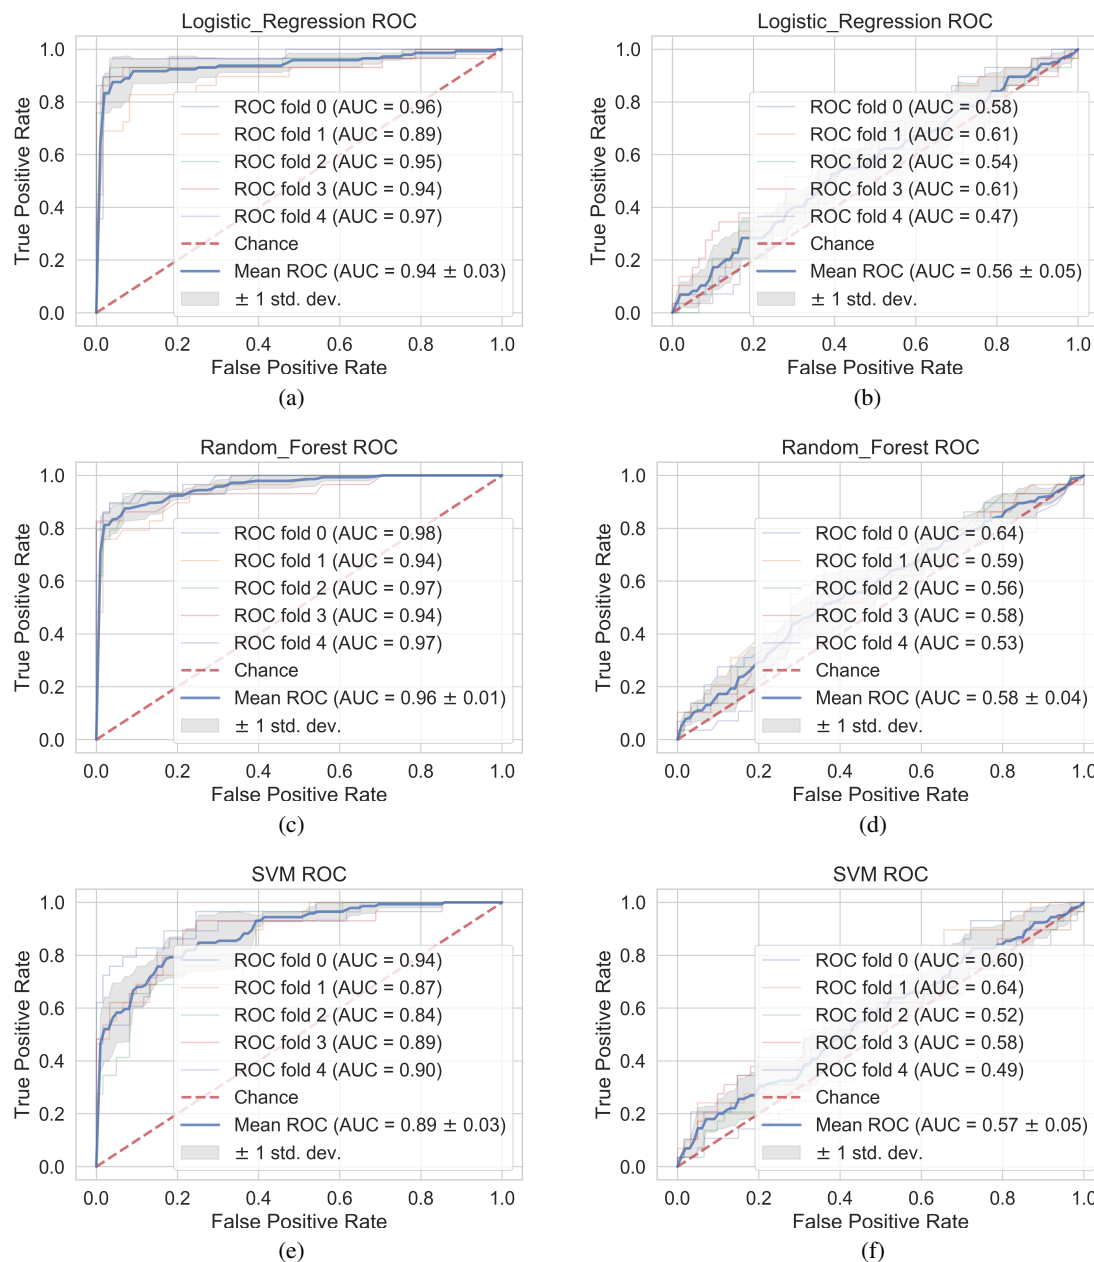 Logistic_Regression ROC
True Positive Rate
1.0
0.8
0.6
0.4
0.2
0.0
ROC fold 0 (AUC = 0.96)
ROC fold 1 (AUC = 0.89)
ROC fold 2 (AUC = 0.95)
ROC fold 3 (AUC = 0.94)
ROC fold 4 (AUC = 0.97)
Chance
Mean ROC (AUC = 0.94 ± 0.03)
± 1 std. dev.
0.0 0.2 0.4 0.6 0.8 1.0
False Positive Rate
(a)
Logistic_Regression ROC
True Positive Rate
1.0
0.8
0.6
0.4
0.2
0.0
ROC fold 0 (AUC = 0.58)
ROC fold 1 (AUC = 0.61)
ROC fold 2 (AUC = 0.54)
ROC fold 3 (AUC = 0.61)
ROC fold 4 (AUC = 0.47)
Chance
Mean ROC (AUC = 0.56 ± 0.05)
± 1 std. dev.
0.0 0.2 0.4 0.6 0.8 1.0
False Positive Rate
(b)
Random_Forest ROC
True Positive Rate
1.0
0.8
0.6
0.4
0.2
0.0
ROC fold 0 (AUC = 0.98)
ROC fold 1 (AUC = 0.94)
ROC fold 2 (AUC = 0.97)
ROC fold 3 (AUC = 0.94)
ROC fold 4 (AUC = 0.97)
Chance
Mean ROC (AUC = 0.96 ± 0.01)
± 1 std. dev.
0.0 0.2 0.4 0.6 0.8 1.0
False Positive Rate
(c)
Random_Forest ROC
True Positive Rate
1.0
0.8
0.6
0.4
0.2
0.0
ROC fold 0 (AUC = 0.64)
ROC fold 1 (AUC = 0.59)
ROC fold 2 (AUC = 0.56)
ROC fold 3 (AUC = 0.58)
ROC fold 4 (AUC = 0.53)
Chance
Mean ROC (AUC = 0.58 ± 0.04)
± 1 std. dev.
0.0 0.2 0.4 0.6 0.8 1.0
False Positive Rate
(d)
SVM ROC
True Positive Rate
1.0
0.8
0.6
0.4
0.2
0.0
ROC fold 0 (AUC = 0.94)
ROC fold 1 (AUC = 0.87)
ROC fold 2 (AUC = 0.84)
ROC fold 3 (AUC = 0.89)
ROC fold 4 (AUC = 0.90)
Chance
Mean ROC (AUC = 0.89 ± 0.03)
± 1 std. dev.
0.0 0.2 0.4 0.6 0.8 1.0
False Positive Rate
(e)
SVM ROC
True Positive Rate
1.0
0.8
0.6
0.4
0.2
0.0
ROC fold 0 (AUC = 0.60)
ROC fold 1 (AUC = 0.64)
ROC fold 2 (AUC = 0.52)
ROC fold 3 (AUC = 0.58)
ROC fold 4 (AUC = 0.49)
Chance
Mean ROC (AUC = 0.57 ± 0.05)
± 1 std. dev.
0.0 0.2 0.4 0.6 0.8 1.0
False Positive Rate
(f)